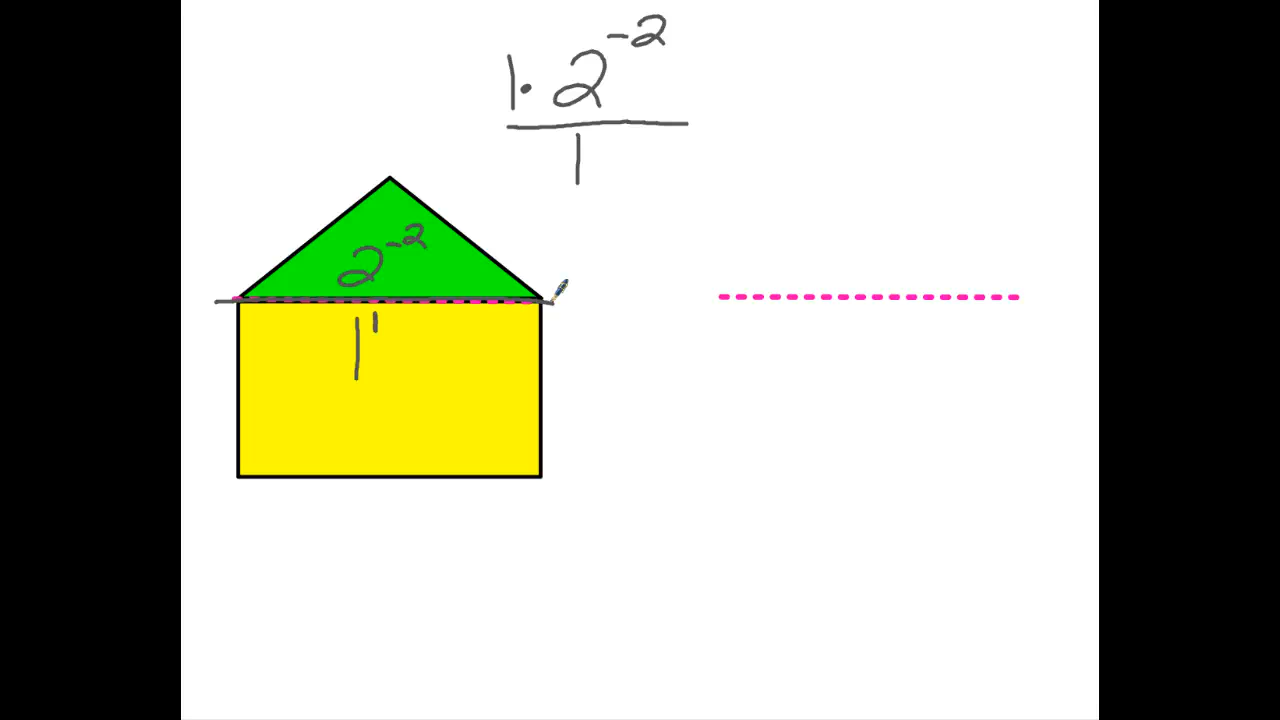 1 · 2⁻²
1
2⁻²
1